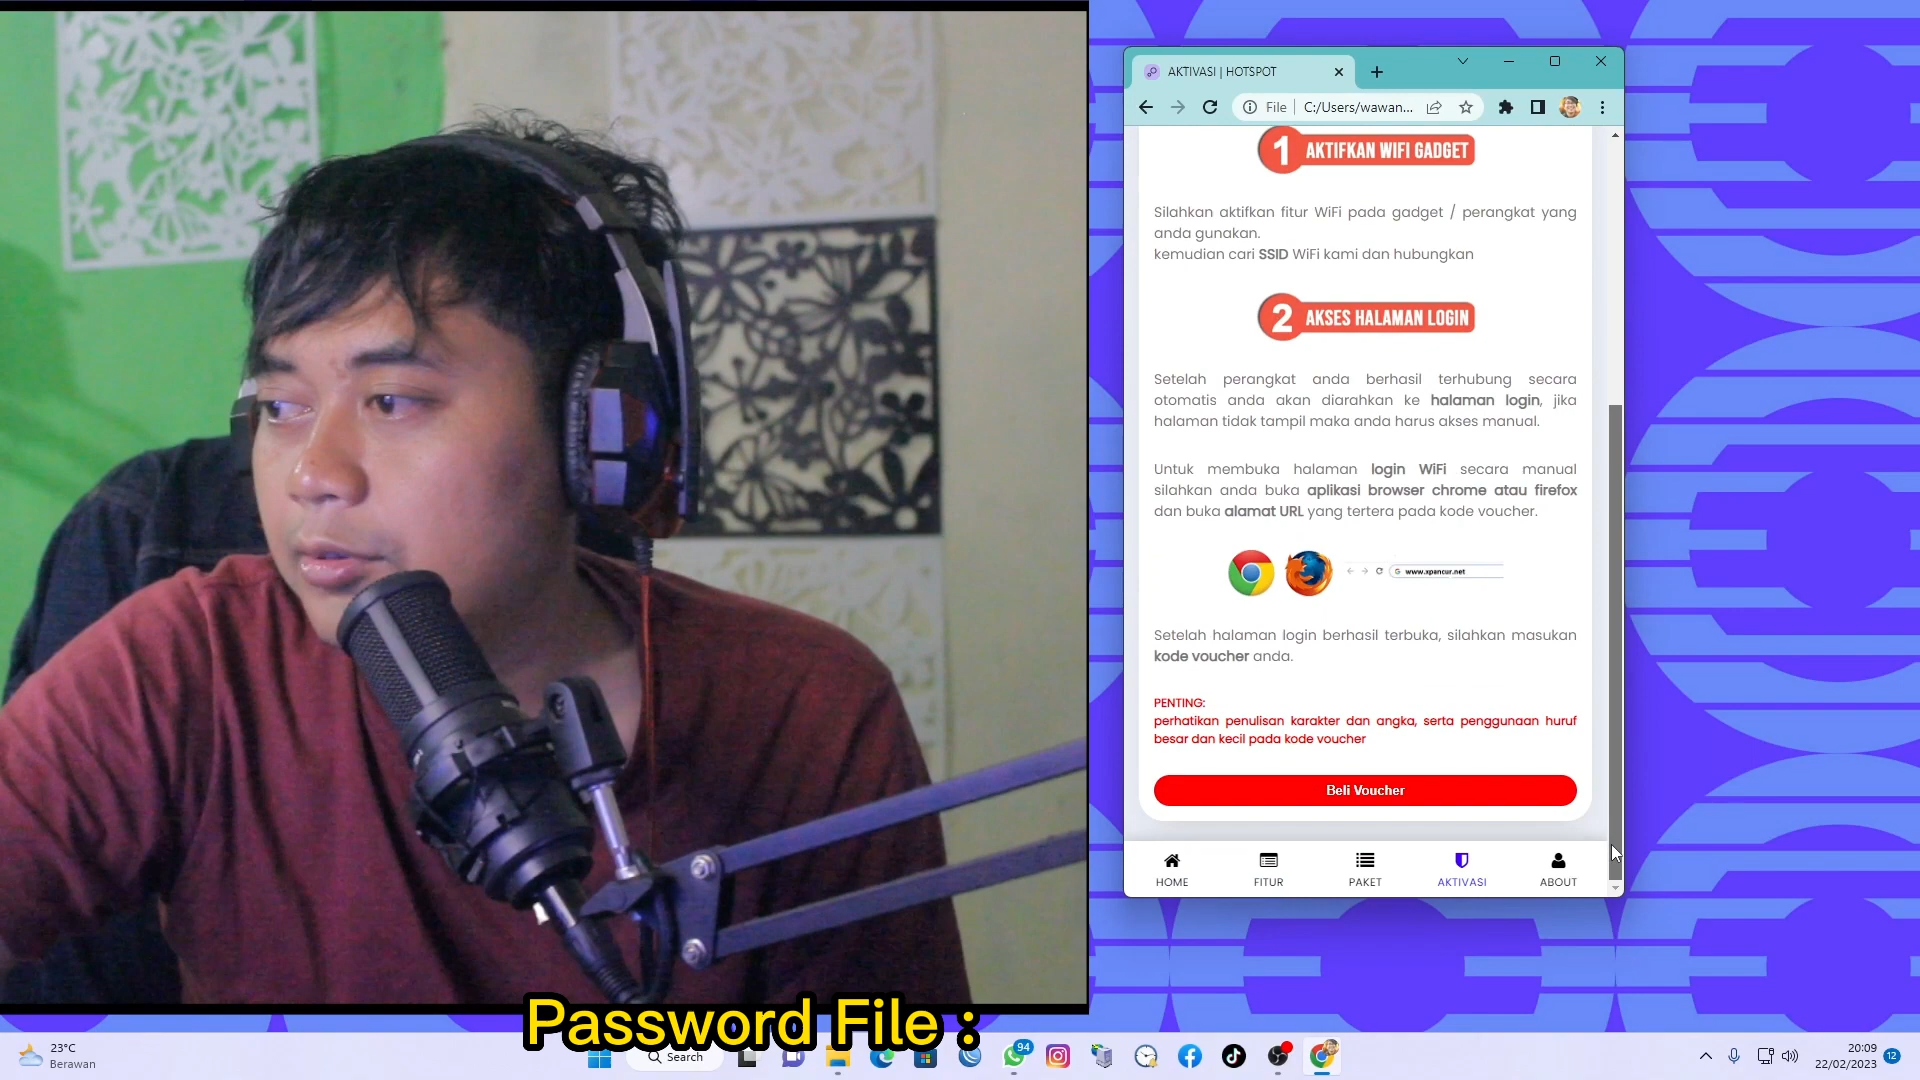 AKTIVASI | HOTSPOT
File
C:/Users/wawan...
1 AKTIFKAN WIFI GADGET
Silahkan aktifkan fitur WiFi pada gadget / perangkat yang
anda gunakan.
kemudian cari SSID WiFi kami dan hubungkan
2 AKSES HALAMAN LOGIN
Setelah perangkat anda berhasil terhubung secara
otomatis anda akan diarahkan ke halaman login, jika
halaman tidak tampil maka anda harus akses manual.
Untuk membuka halaman login WiFi secara manual
silahkan anda buka aplikasi browser chrome atau firefox
dan buka alamat URL yang tertera pada kode voucher.
www.xpancur.net
Setelah halaman login berhasil terbuka, silahkan masukan
kode voucher anda.
PENTING:
perhatikan penulisan karakter dan angka, serta penggunaan huruf
besar dan kecil pada kode voucher
Beli Voucher
HOME FITUR PAKET AKTIVASI ABOUT
Password File :
23°C
Berawan
Search
94
20:09
22/02/2023
12